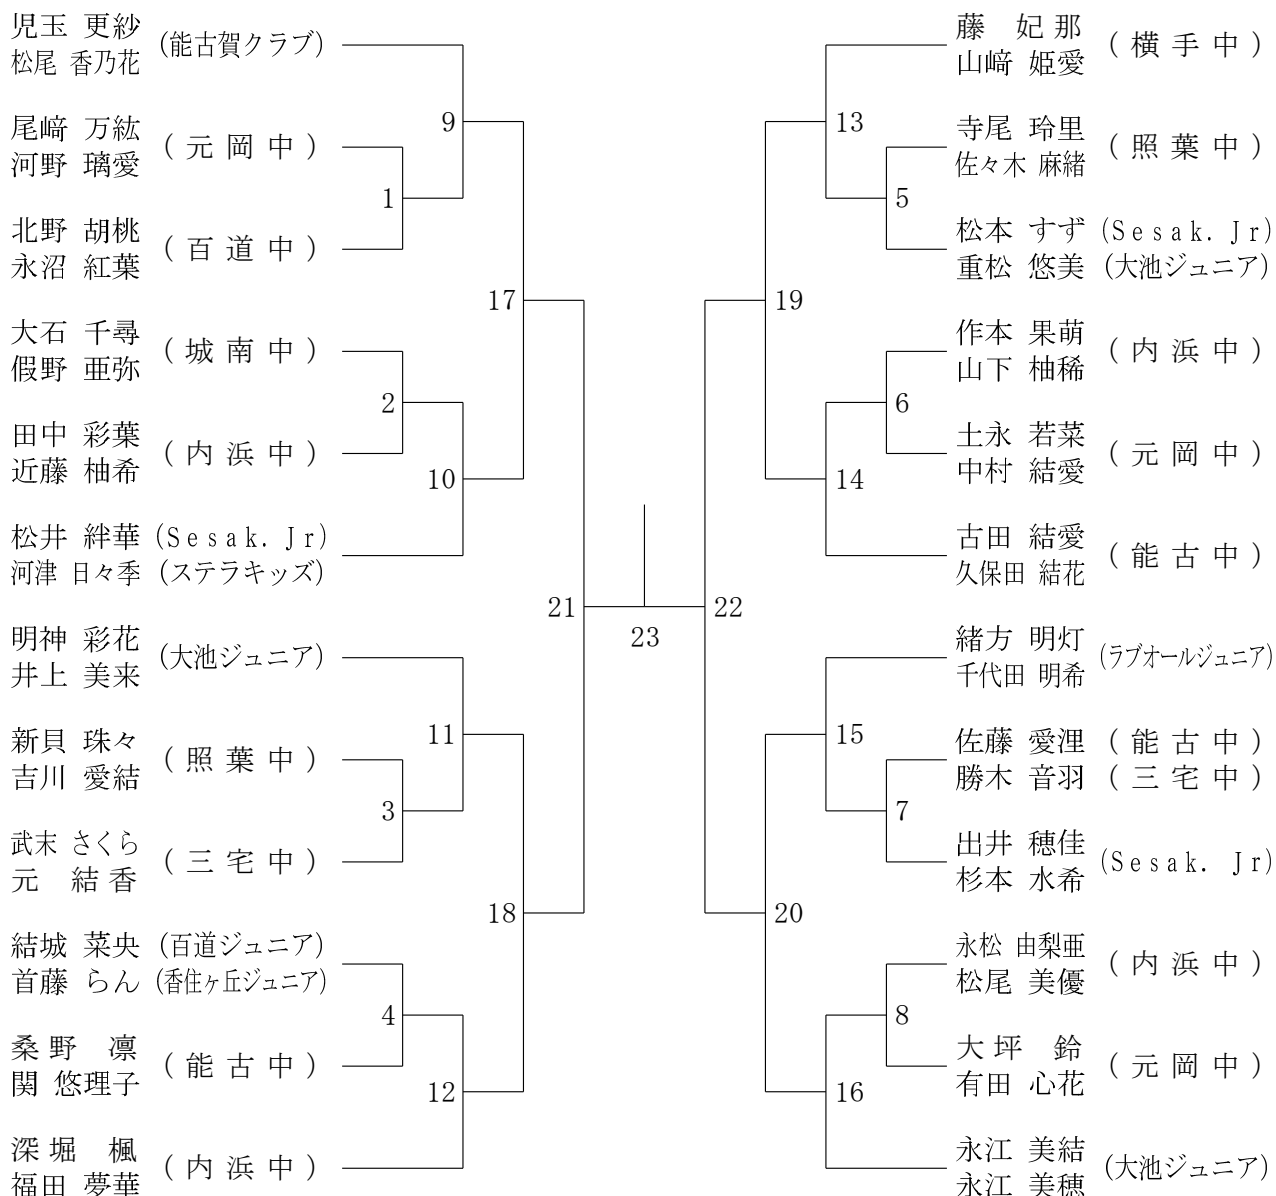 児玉 更紗 (能古賀クラブ)
松尾 香乃花
9
尾﨑 万紘 (元岡中)
河野 璃愛
1
北野 胡桃 (百道中)
永沼 紅葉
17
大石 千尋 (城南中)
假野 亜弥
2
田中 彩葉 (内浜中)
近藤 柚希
10
松井 絆華 (Sesak. Jr)
河津 日々季 (ステラキッズ)
21
明神 彩花 (大池ジュニア)
井上 美来
11
新貝 珠々 (照葉中)
吉川 愛結
3
武末 さくら (三宅中)
元 結香
18
結城 菜央 (百道ジュニア)
首藤 らん (香住ヶ丘ジュニア)
4
桑野 凛 (能古中)
関 悠理子
12
深堀 楓 (内浜中)
福田 夢華
23
藤 妃那 (横手中)
山﨑 姫愛
13
寺尾 玲里 (照葉中)
佐々木 麻緒
5
松本 すず (Sesak. Jr)
重松 悠美 (大池ジュニア)
19
作本 果萌 (内浜中)
山下 柚稀
6
土永 若菜 (元岡中)
中村 結愛
14
古田 結愛 (能古中)
久保田 結花
22
緒方 明灯 (ラブオールジュニア)
千代田 明希
15
佐藤 愛浬 (能古中)
勝木 音羽 (三宅中)
7
出井 穂佳 (Sesak. Jr)
杉本 水希
20
永松 由梨亜 (内浜中)
松尾 美優
8
大坪 鈴 (元岡中)
有田 心花
16
永江 美結 (大池ジュニア)
永江 美穂